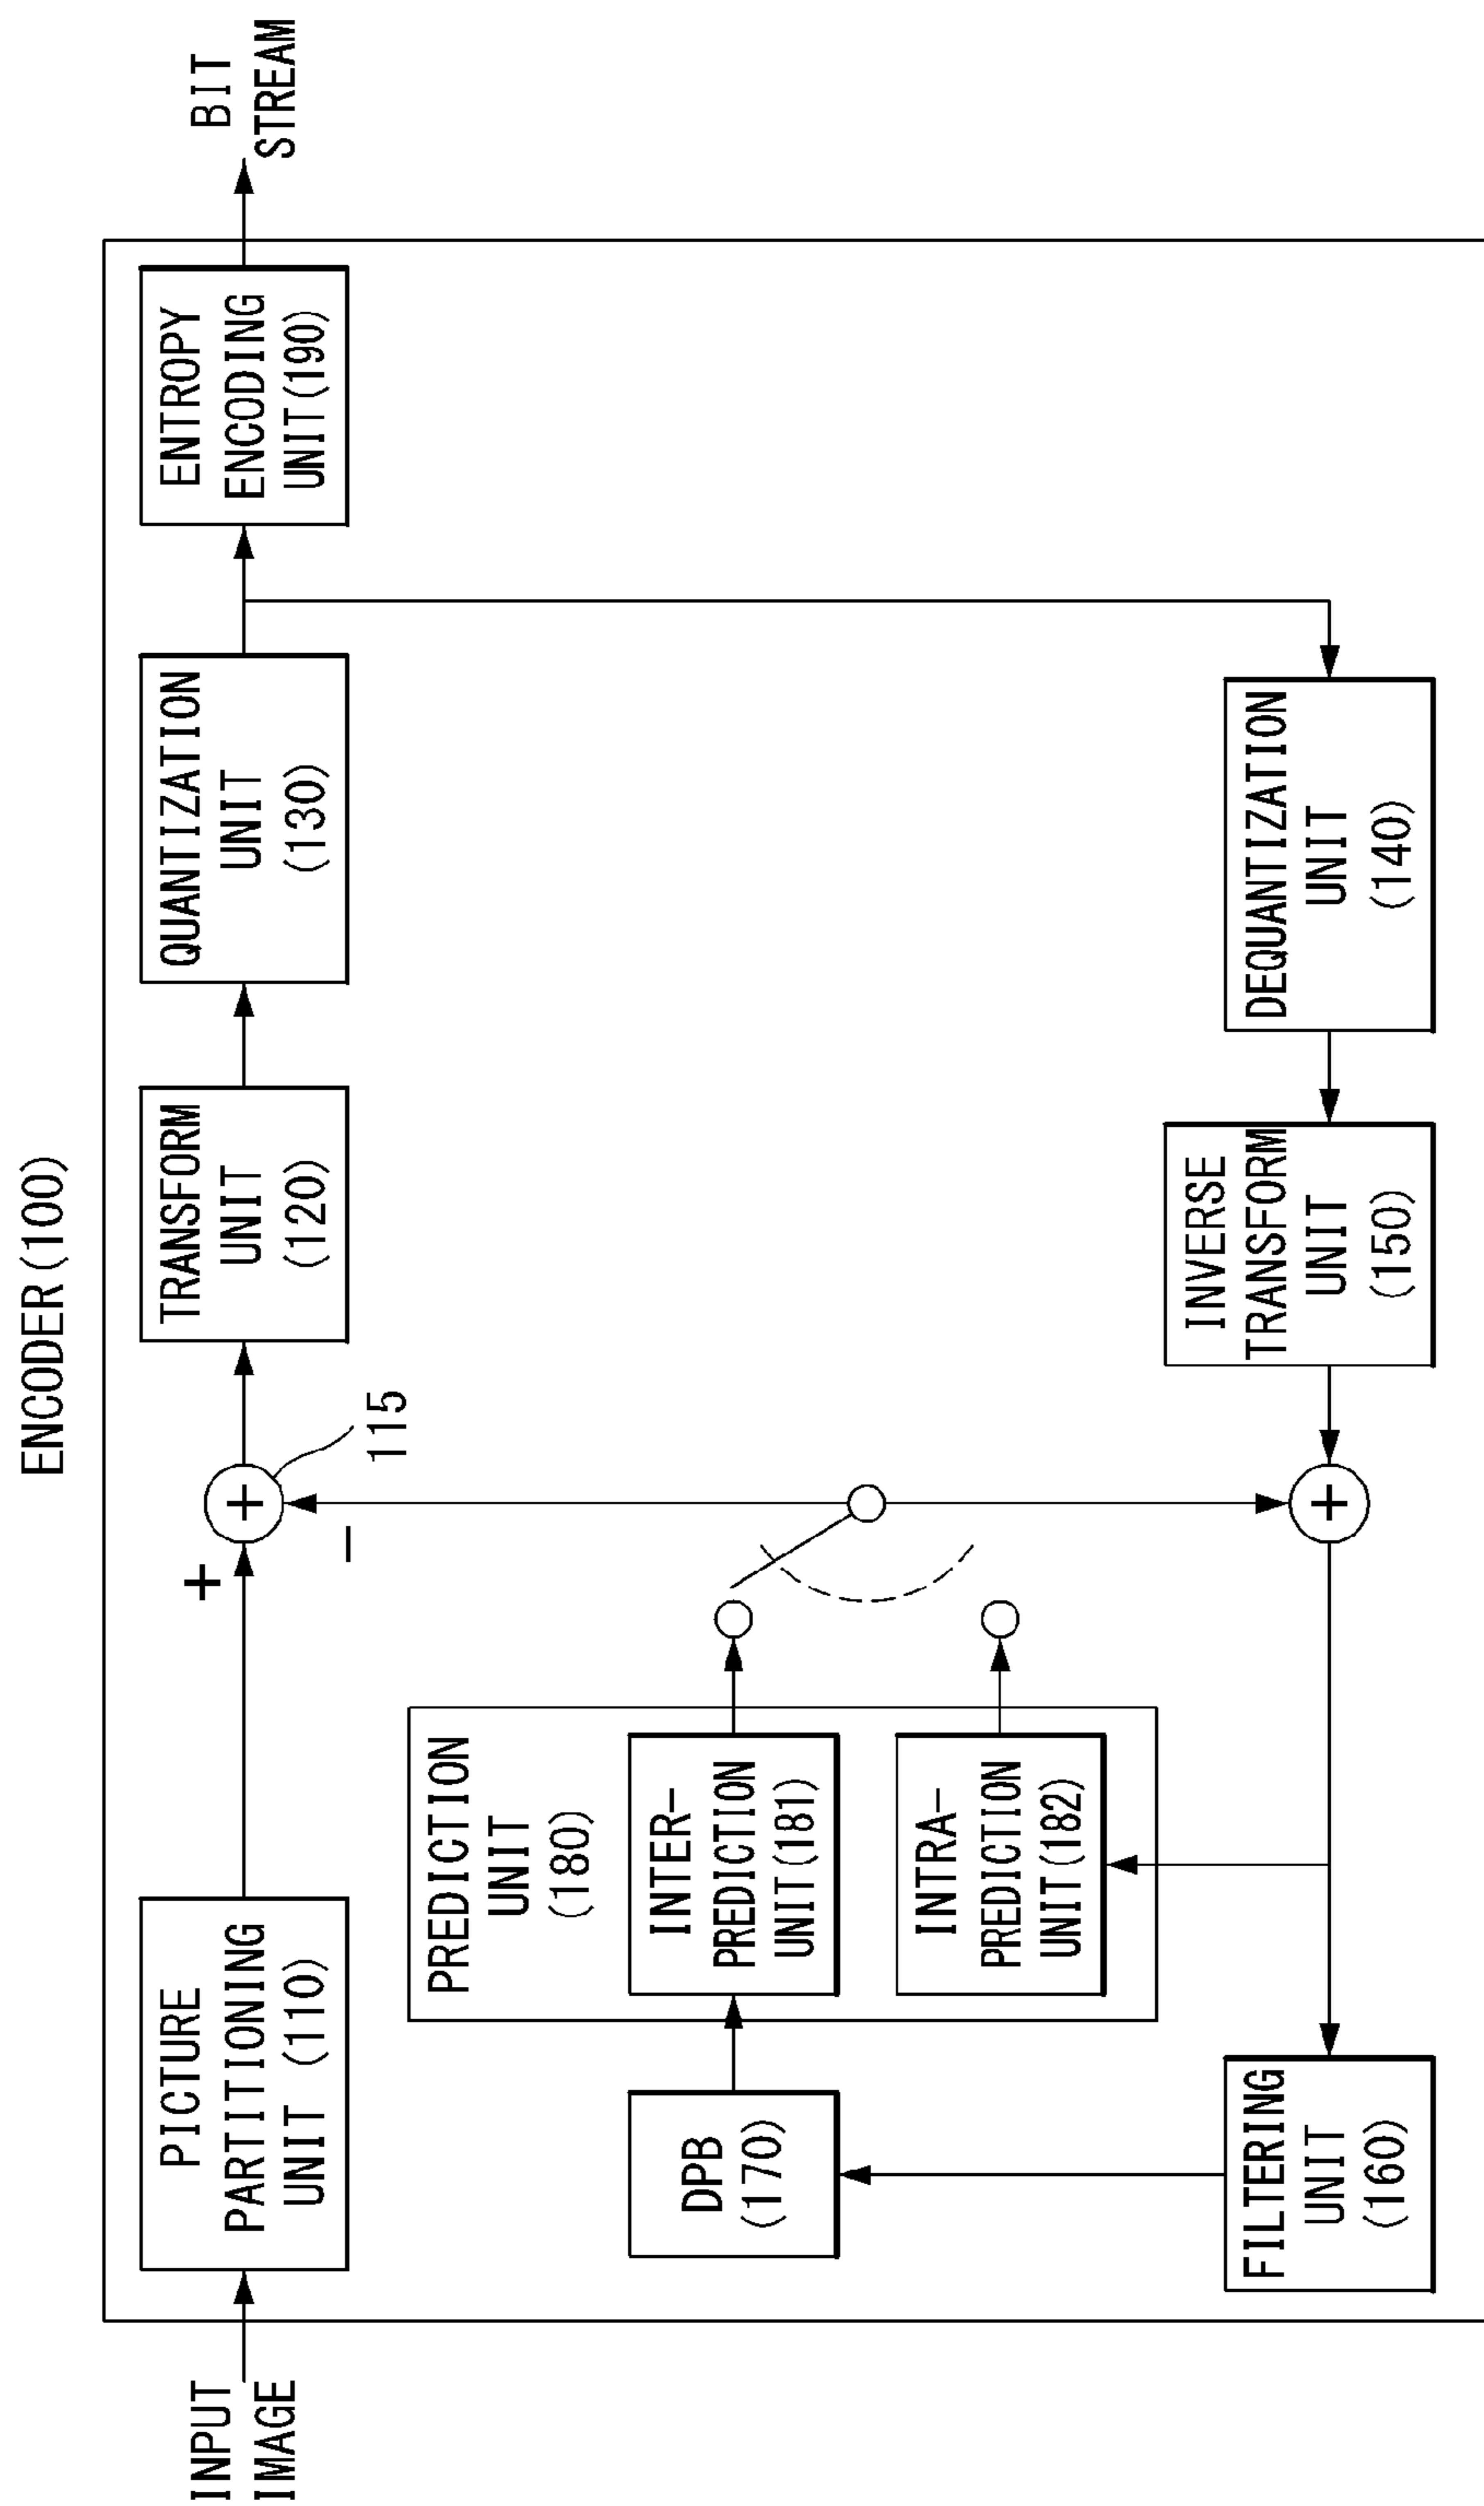 ENCODER(100)
INPUT
IMAGE
PICTURE
PARTITIONING
UNIT (110)
+
−
+
115
TRANSFORM
UNIT
(120)
QUANTIZATION
UNIT
(130)
ENTROPY
ENCODING
UNIT(190)
BIT
STREAM
PREDICTION
UNIT
(180)
DPB
(170)
INTER-
PREDICTION
UNIT(181)
INTRA-
PREDICTION
UNIT(182)
FILTERING
UNIT
(160)
+
INVERSE
TRANSFORM
UNIT
(150)
DEQUANTIZATION
UNIT
(140)